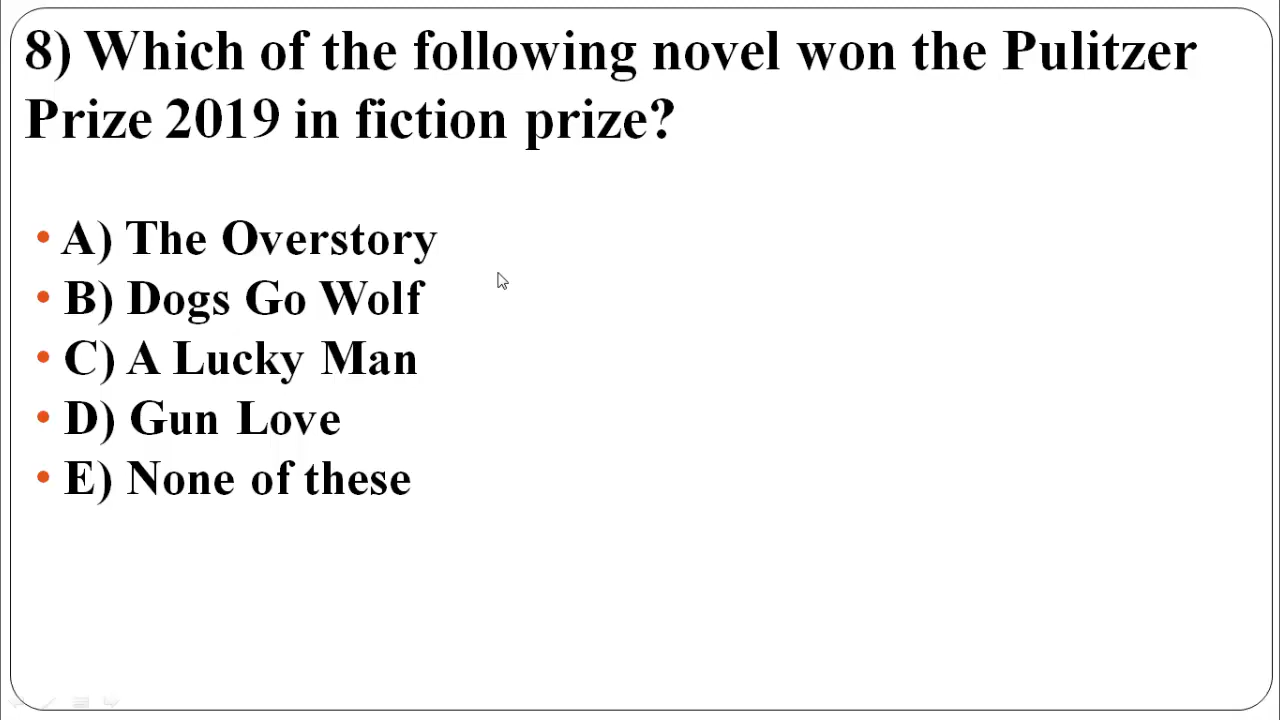 8) Which of the following novel won the Pulitzer
Prize 2019 in fiction prize?
• A) The Overstory
• B) Dogs Go Wolf
• C) A Lucky Man
• D) Gun Love
• E) None of these